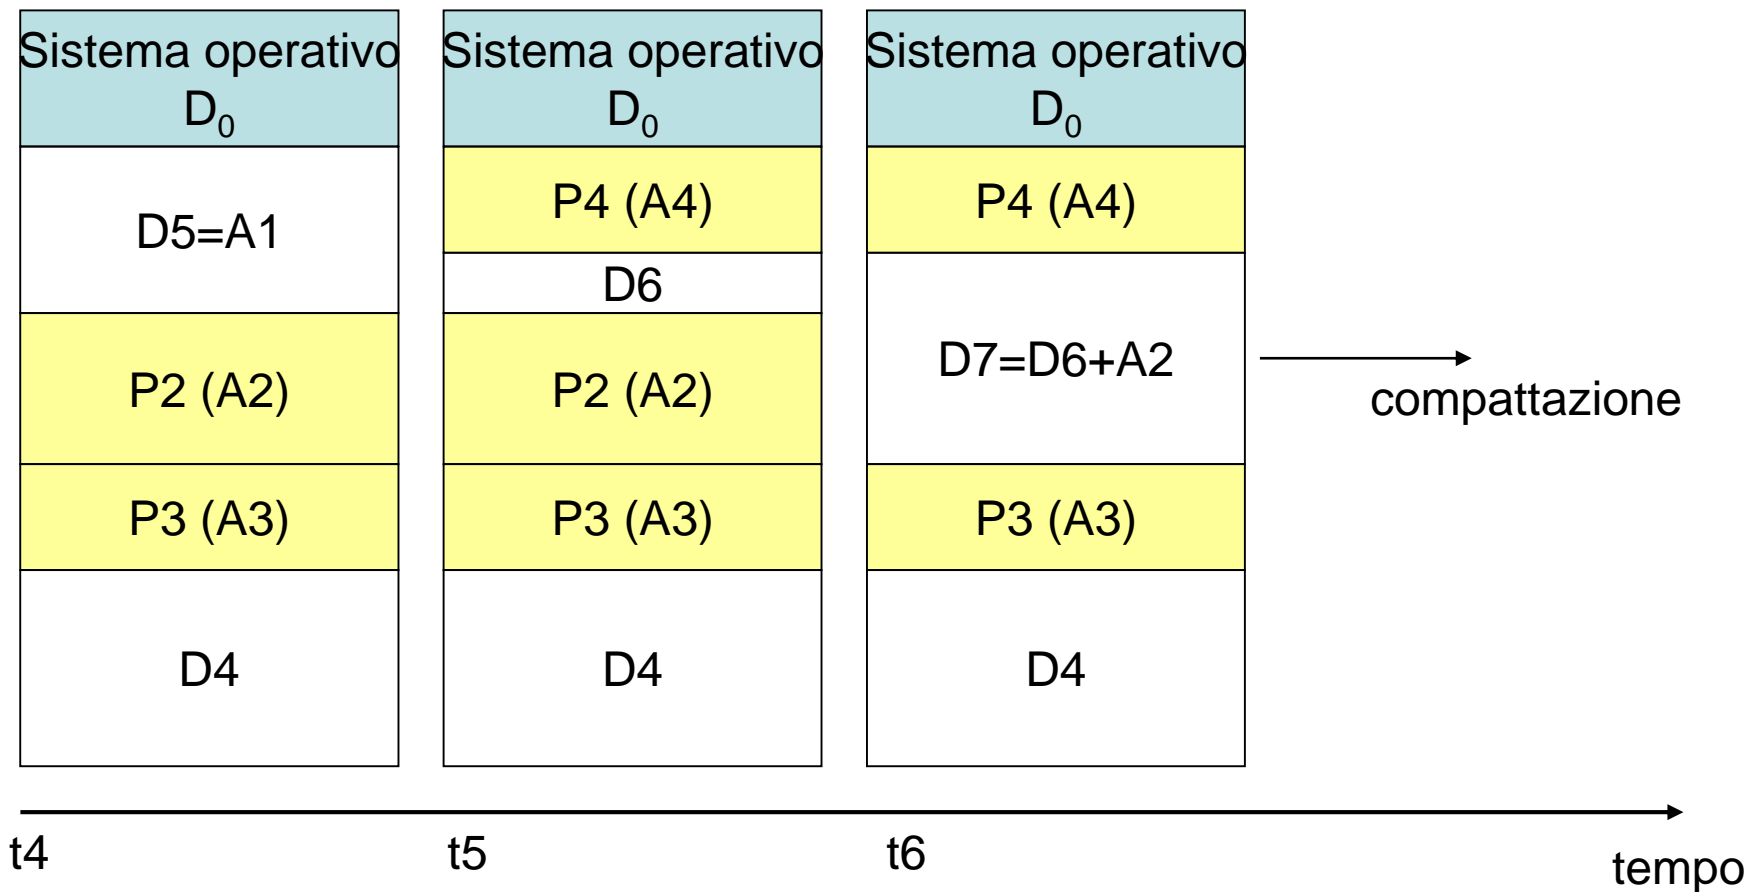 Sistema operativo
D0
D5=A1
P2 (A2)
P3 (A3)
D4
Sistema operativo
D0
P4 (A4)
D6
P2 (A2)
P3 (A3)
D4
Sistema operativo
D0
P4 (A4)
D7=D6+A2
P3 (A3)
D4
compattazione
t4
t5
t6
tempo